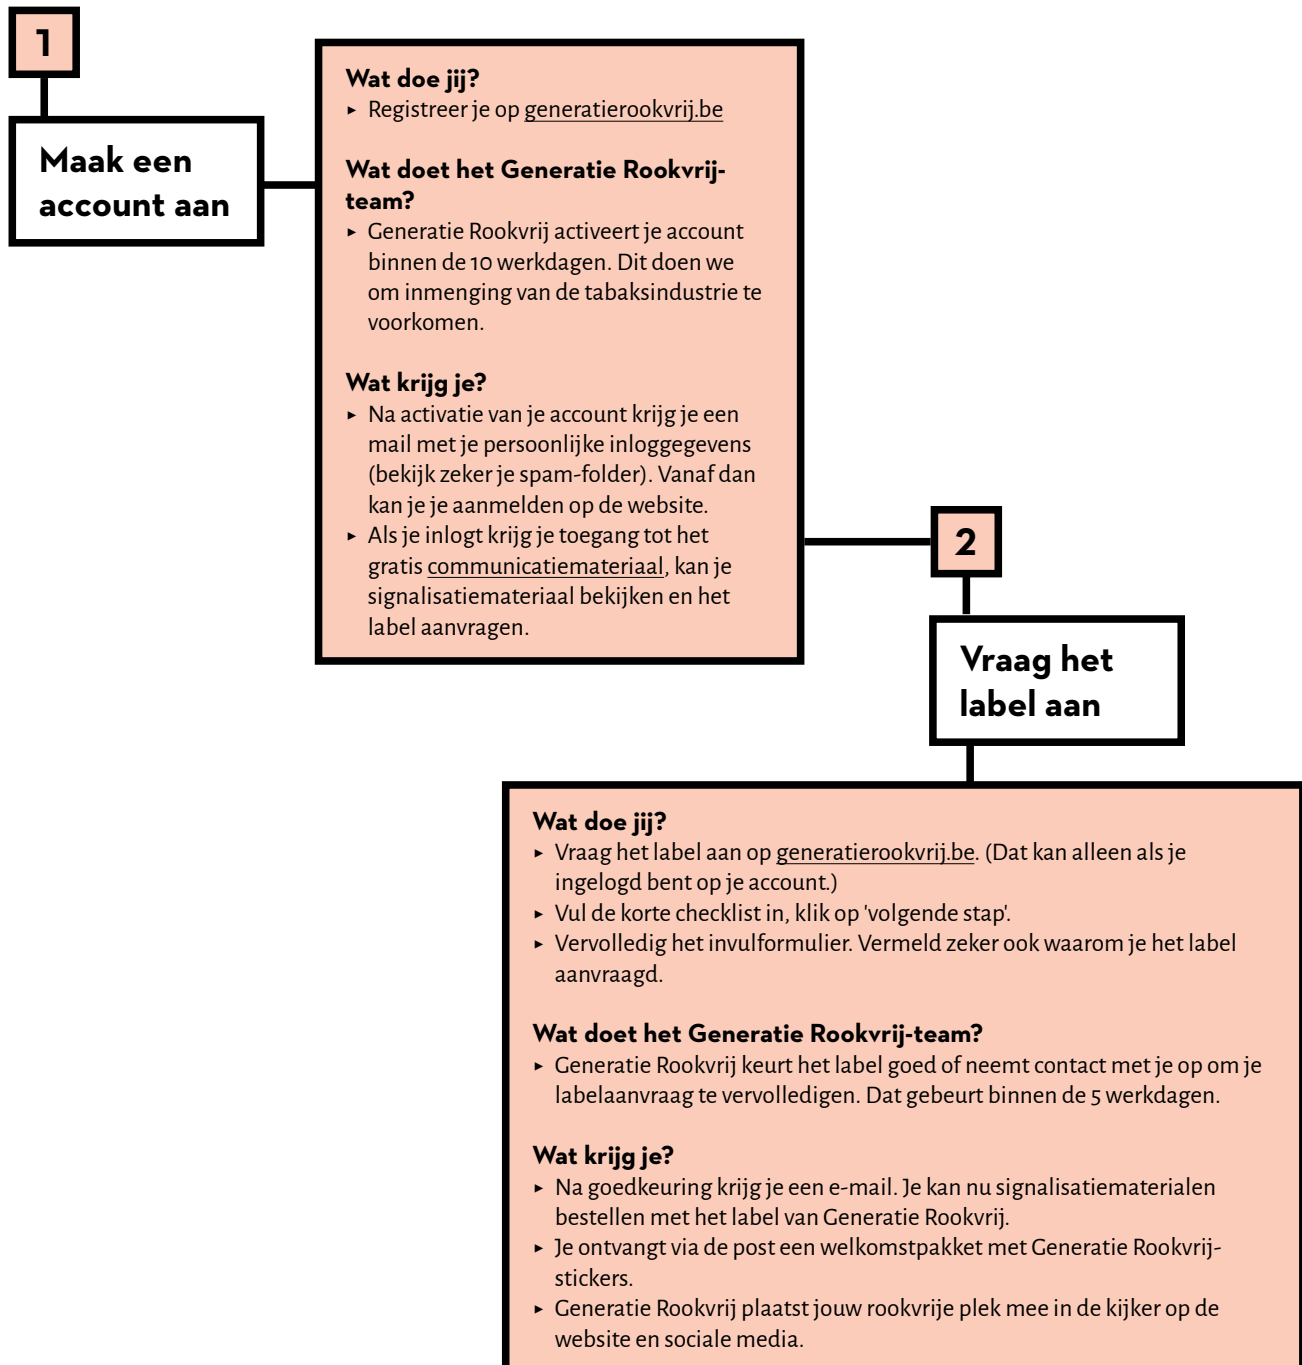 1
Maak een
account aan
Wat doe jij?
▸ Registreer je op generatierookvrij.be
Wat doet het Generatie Rookvrij-
team?
▸ Generatie Rookvrij activeert je account
binnen de 10 werkdagen. Dit doen we
om inmenging van de tabaksindustrie te
voorkomen.
Wat krijg je?
▸ Na activatie van je account krijg je een
mail met je persoonlijke inloggegevens
(bekijk zeker je spam-folder). Vanaf dan
kan je je aanmelden op de website.
▸ Als je inlogt krijg je toegang tot het
gratis communicatiemateriaal, kan je
signalisatiemateriaal bekijken en het
label aanvragen.
2
Vraag het
label aan
Wat doe jij?
▸ Vraag het label aan op generatierookvrij.be. (Dat kan alleen als je
ingelogd bent op je account.)
▸ Vul de korte checklist in, klik op 'volgende stap'.
▸ Vervolledig het invulformulier. Vermeld zeker ook waarom je het label
aanvraagd.
Wat doet het Generatie Rookvrij-team?
▸ Generatie Rookvrij keurt het label goed of neemt contact met je op om je
labelaanvraag te vervolledigen. Dat gebeurt binnen de 5 werkdagen.
Wat krijg je?
▸ Na goedkeuring krijg je een e-mail. Je kan nu signalisatiematerialen
bestellen met het label van Generatie Rookvrij.
▸ Je ontvangt via de post een welkomstpakket met Generatie Rookvrij-
stickers.
▸ Generatie Rookvrij plaatst jouw rookvrije plek mee in de kijker op de
website en sociale media.